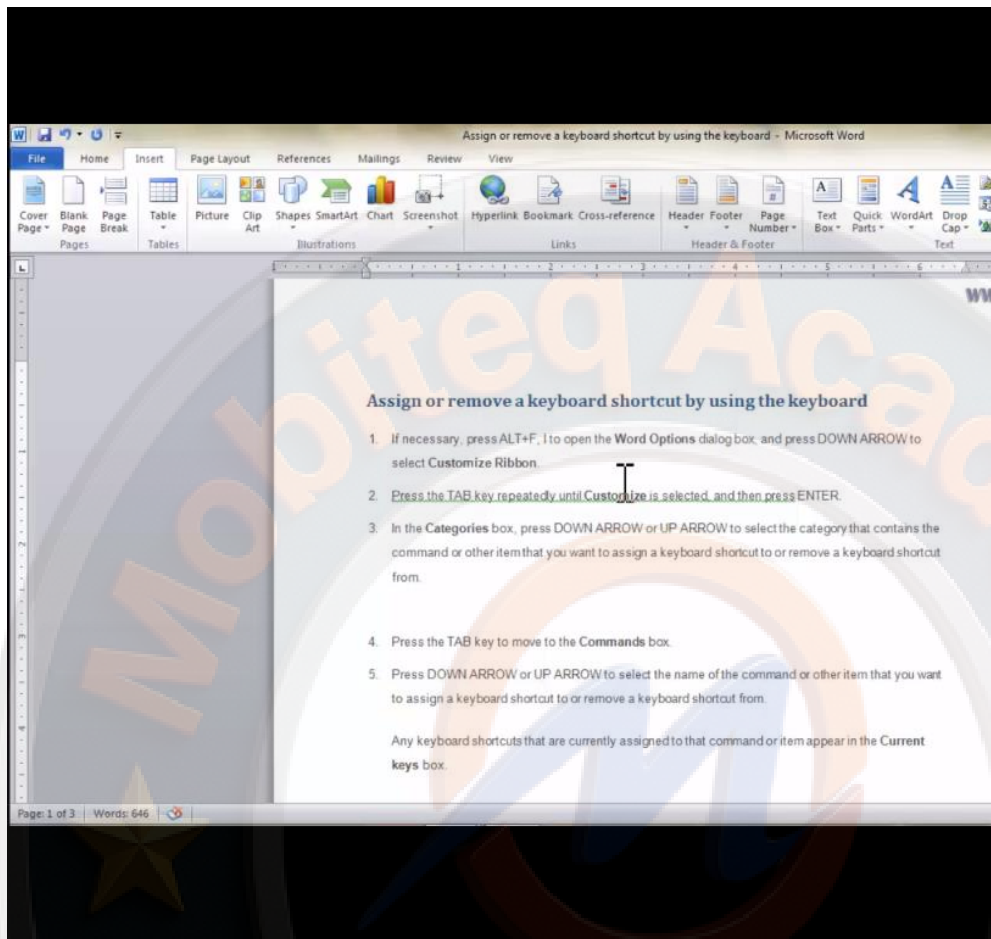 Assign or remove a keyboard shortcut by using the keyboard - Microsoft Word
File Home Insert Page Layout References Mailings Review View
Cover Page Blank Page Page Break Table Picture Clip Art Shapes SmartArt Chart Screenshot Hyperlink Bookmark Cross-reference Header Footer Page Number Text Box Quick Parts WordArt Drop Cap
Pages Tables Illustrations Links Header & Footer Text
Mobiteq Acad
Assign or remove a keyboard shortcut by using the keyboard
1. If necessary, press ALT+F, I to open the Word Options dialog box, and press DOWN ARROW to
select Customize Ribbon.
2. Press the TAB key repeatedly until Customize is selected, and then press ENTER.
3. In the Categories box, press DOWN ARROW or UP ARROW to select the category that contains the
command or other item that you want to assign a keyboard shortcut to or remove a keyboard shortcut
from.
4. Press the TAB key to move to the Commands box.
5. Press DOWN ARROW or UP ARROW to select the name of the command or other item that you want
to assign a keyboard shortcut to or remove a keyboard shortcut from.
Any keyboard shortcuts that are currently assigned to that command or item appear in the Current
keys box.
Page: 1 of 3 Words: 646